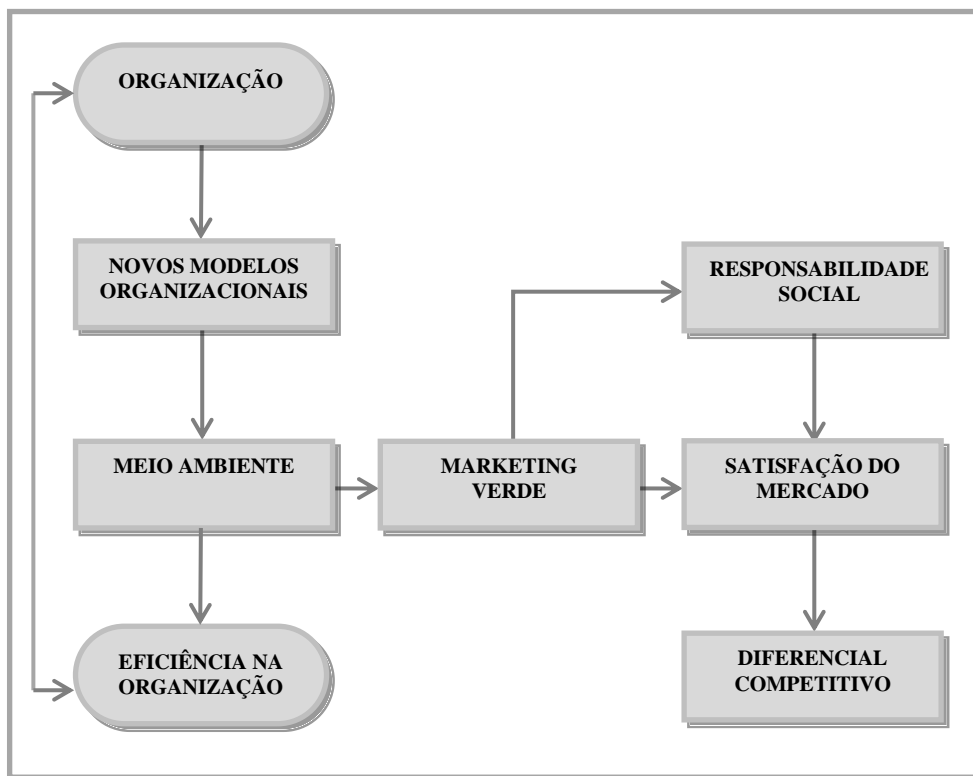 ORGANIZAÇÃO
NOVOS MODELOS
ORGANIZACIONAIS
RESPONSABILIDADE
SOCIAL
MEIO AMBIENTE
MARKETING
VERDE
SATISFAÇÃO DO
MERCADO
EFICIÊNCIA NA
ORGANIZAÇÃO
DIFERENCIAL
COMPETITIVO